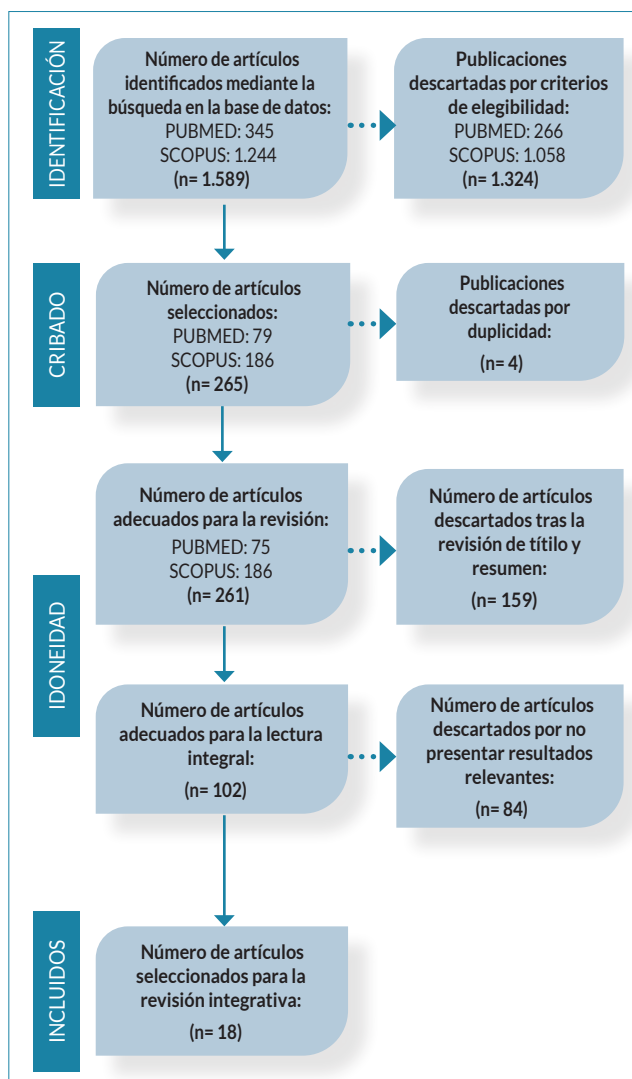 IDENTIFICACIÓN
Número de artículos
identificados mediante la
búsqueda en la base de datos:
PUBMED: 345
SCOPUS: 1.244
(n= 1.589)
Publicaciones
descartadas por criterios
de elegibilidad:
PUBMED: 266
SCOPUS: 1.058
(n= 1.324)
CRIBADO
Número de artículos
seleccionados:
PUBMED: 79
SCOPUS: 186
(n= 265)
Publicaciones
descartadas por
duplicidad:
(n= 4)
IDONEIDAD
Número de artículos
adecuados para la revisión:
PUBMED: 75
SCOPUS: 186
(n= 261)
Número de artículos
descartados tras la
revisión de títilo y
resumen:
(n= 159)
Número de artículos
adecuados para la lectura
integral:
(n= 102)
Número de artículos
descartados por no
presentar resultados
relevantes:
(n= 84)
INCLUIDOS
Número de artículos
seleccionados para la
revisión integrativa:
(n= 18)